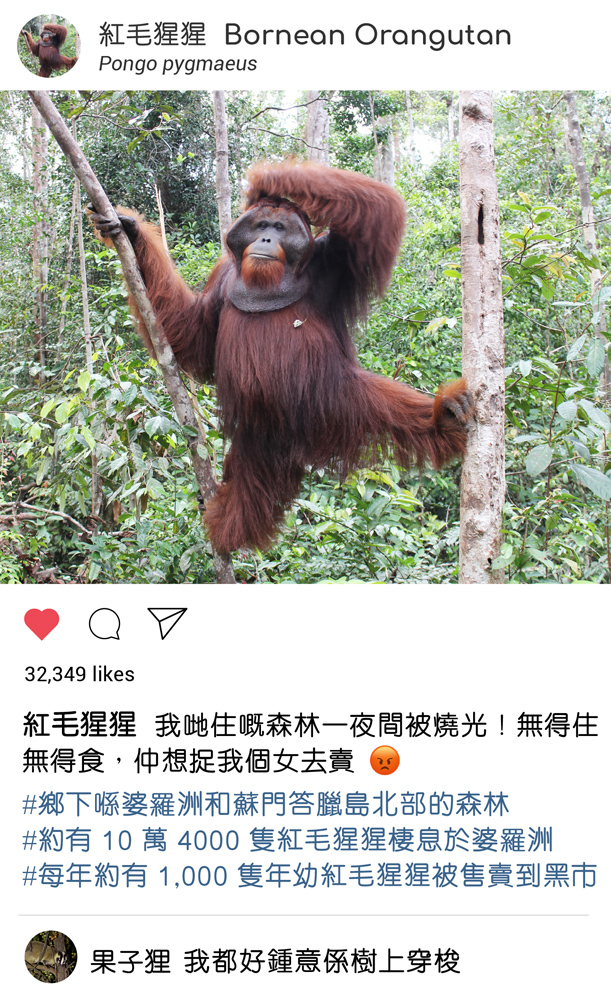 紅毛猩猩 Bornean Orangutan
Pongo pygmaeus
32,349 likes
紅毛猩猩 我哋住嘅森林一夜間被燒光！無得住
無得食，仲想捉我個女去賣 😡
#鄉下喺婆羅洲和蘇門答臘島北部的森林
#約有 10 萬 4000 隻紅毛猩猩棲息於婆羅洲
#每年約有 1,000 隻年幼紅毛猩猩被售賣到黑市
果子狸 我都好鍾意係樹上穿梭